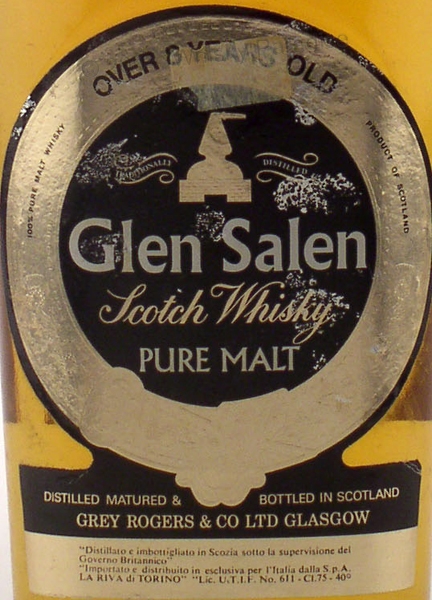 OVER 8 YEARS OLD
100% PURE MALT WHISKY
PRODUCT OF SCOTLAND
TRADITIONALLY DISTILLED
Glen Salen
Scotch Whisky
PURE MALT
DISTILLED MATURED & BOTTLED IN SCOTLAND
GREY ROGERS & CO LTD GLASGOW
"Distillato e imbottigliato in Scozia sotto la supervisione del
Governo Britannico"
"Importato e distribuito in esclusiva per l'Italia dalla S.p.A.
LA RIVA di TORINO" "Lic. U.T.I.F. No. 611 - Cl.75 - 40º